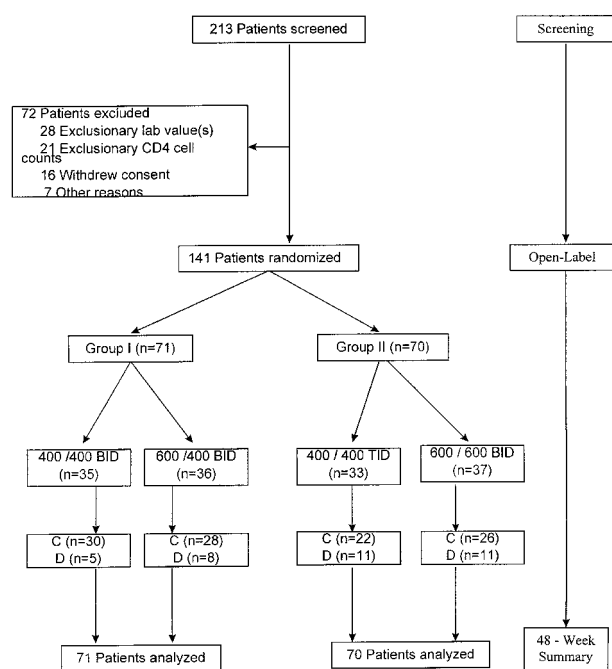 213 Patients screened
Screening
72 Patients excluded
28 Exclusionary lab value(s)
21 Exclusionary CD4 cell
counts
16 Withdrew consent
7 Other reasons
141 Patients randomized
Open-Label
Group I (n=71)
Group II (n=70)
400 /400 BID
(n=35)
600 /400 BID
(n=36)
400 / 400 TID
(n=33)
600 / 600 BID
(n=37)
C (n=30)
D (n=5)
C (n=28)
D (n=8)
C (n=22)
D (n=11)
C (n=26)
D (n=11)
71 Patients analyzed
70 Patients analyzed
48 - Week
Summary